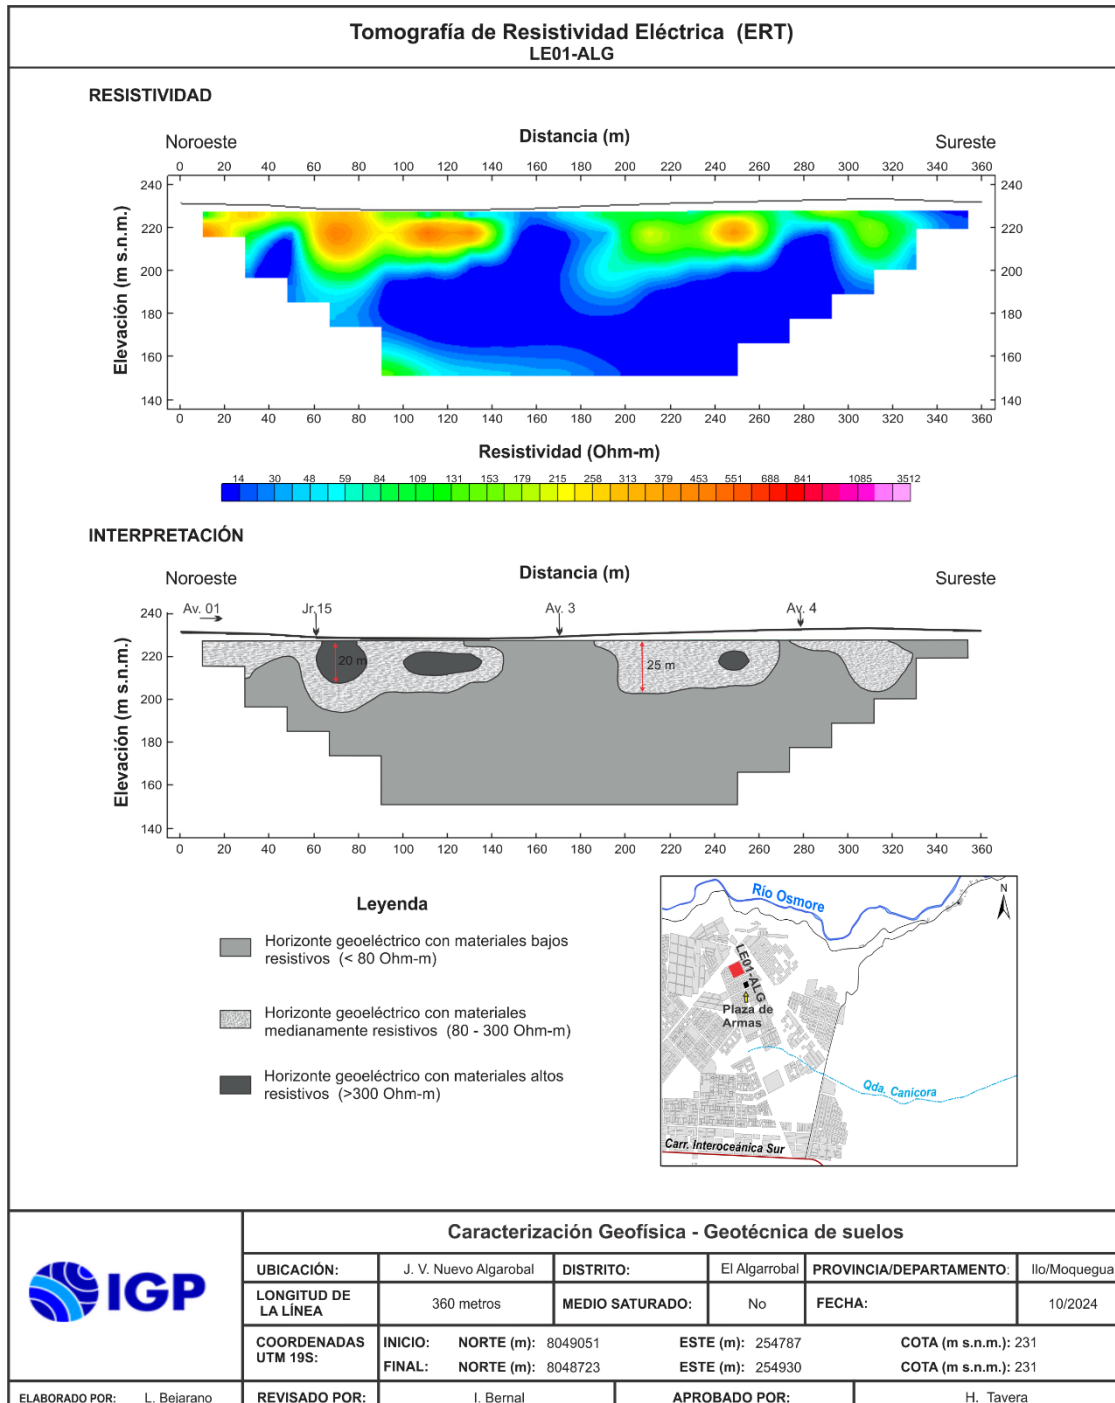 Tomografía de Resistividad Eléctrica (ERT)
LE01-ALG
RESISTIVIDAD
Distancia (m)
Noroeste
Sureste
0 20 40 60 80 100 120 140 160 180 200 220 240 260 280 300 320 340 360
240 240
220 220
200 200
180 180
160 160
140 140
Elevación (m s.n.m.)
0 20 40 60 80 100 120 140 160 180 200 220 240 260 280 300 320 340 360
Resistividad (Ohm-m)
14 30 48 59 84 109 131 153 179 215 258 313 379 453 551 688 841 1085 3512
INTERPRETACIÓN
Distancia (m)
Noroeste
Sureste
Av. 01 Jr.15 Av. 3 Av. 4
240
220
200
180
160
140
Elevación (m s.n.m.)
20 m
25 m
0 20 40 60 80 100 120 140 160 180 200 220 240 260 280 300 320 340 360
Leyenda
Horizonte geoeléctrico con materiales bajos
resistivos (< 80 Ohm-m)
Horizonte geoeléctrico con materiales
medianamente resistivos (80 - 300 Ohm-m)
Horizonte geoeléctrico con materiales altos
resistivos (>300 Ohm-m)
Río Osmore
N
LE01-ALG
Plaza de
Armas
Qda. Canicora
Carr. Interoceánica Sur
IGP
Caracterización Geofísica - Geotécnica de suelos
UBICACIÓN: J. V. Nuevo Algarobal DISTRITO: El Algarrobal PROVINCIA/DEPARTAMENTO: Ilo/Moquegua
LONGITUD DE
LA LÍNEA
360 metros MEDIO SATURADO: No FECHA: 10/2024
COORDENADAS
UTM 19S:
INICIO: NORTE (m): 8049051 ESTE (m): 254787 COTA (m s.n.m.): 231
FINAL: NORTE (m): 8048723 ESTE (m): 254930 COTA (m s.n.m.): 231
ELABORADO POR: L. Bejarano REVISADO POR: I. Bernal APROBADO POR: H. Tavera